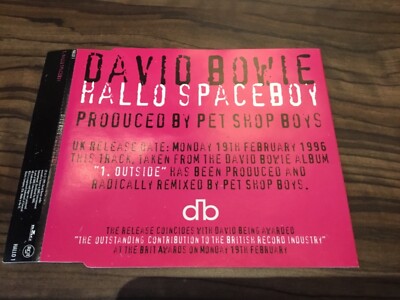 DAVID BOWIE
HALLO SPACEBOY
PRODUCED BY PET SHOP BOYS
UK RELEASE DATE: MONDAY 19TH FEBRUARY 1996
THIS TRACK, TAKEN FROM THE DAVID BOWIE ALBUM
"1. OUTSIDE" HAS BEEN PRODUCED AND
RADICALLY REMIXED BY PET SHOP BOYS.
db
THE RELEASE COINCIDES WITH DAVID BEING AWARDED
"THE OUTSTANDING CONTRIBUTION TO THE BRITISH RECORD INDUSTRY"
AT THE BRIT AWARDS ON MONDAY 19TH FEBRUARY